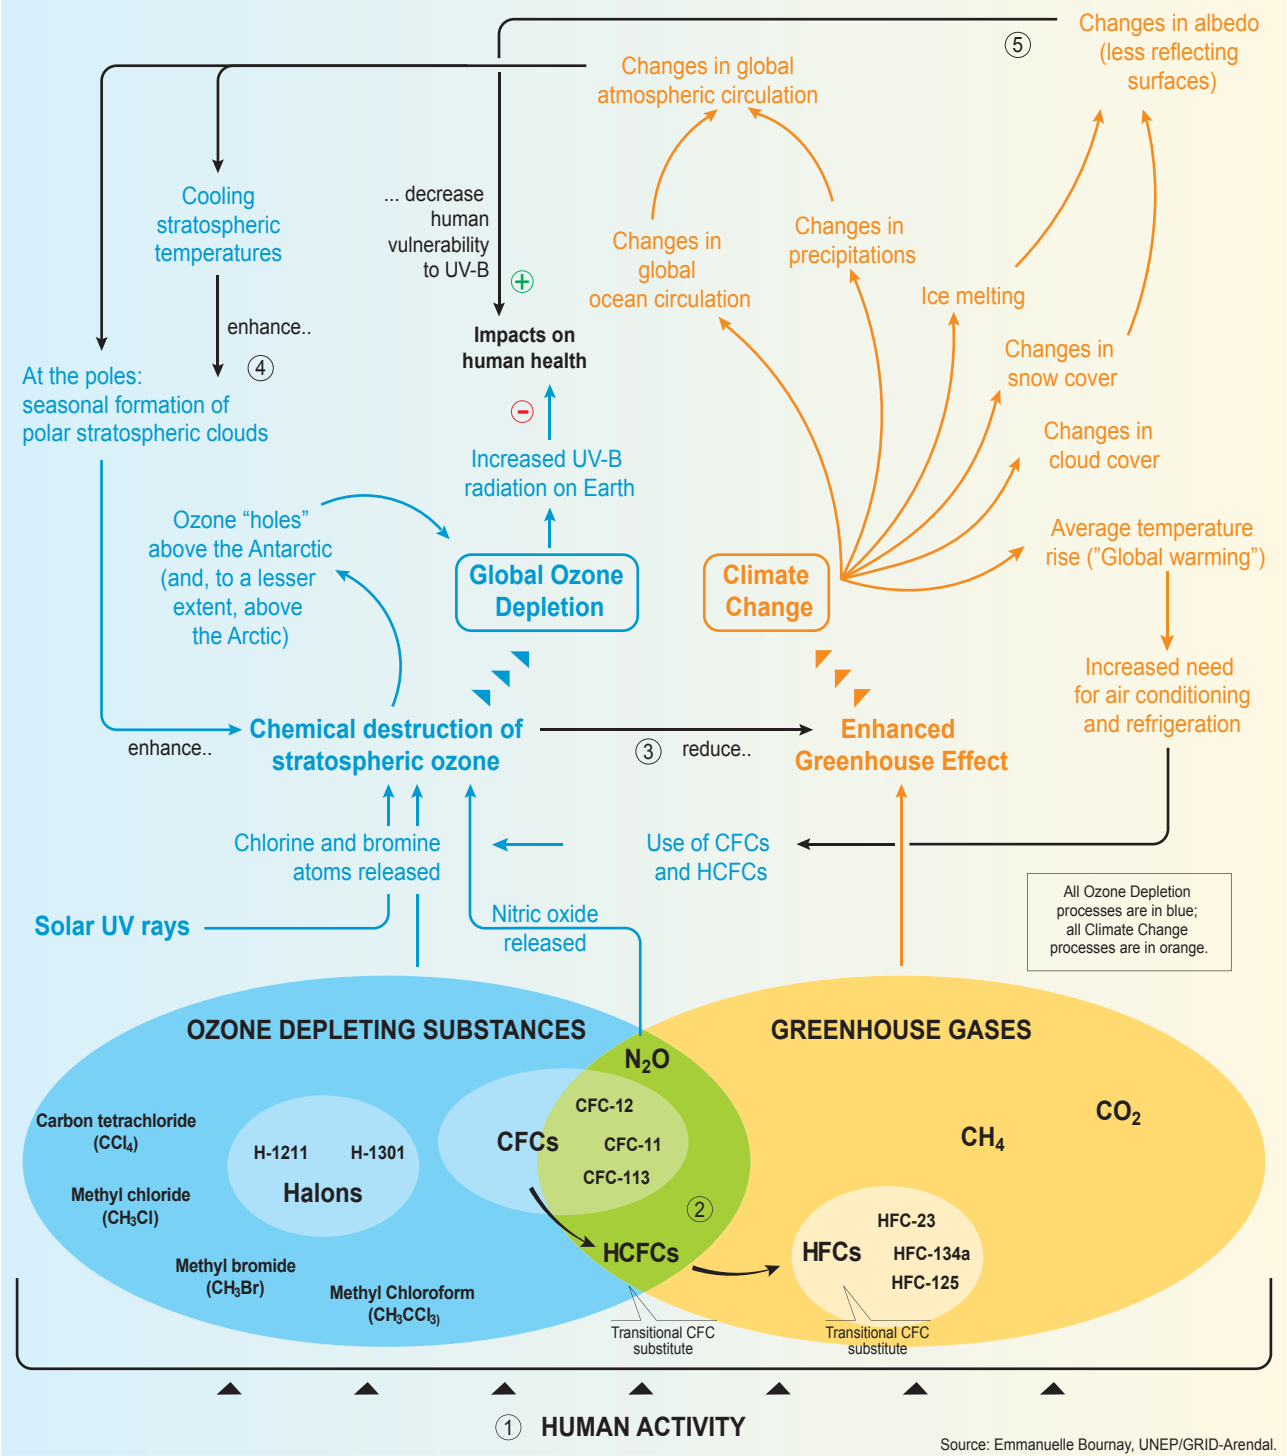 Changes in albedo
(less reflecting
surfaces)
5
Changes in global
atmospheric circulation
Cooling
stratospheric
temperatures
... decrease
human
vulnerability
to UV-B
+
Changes in
global
ocean circulation
Changes in
precipitations
Ice melting
enhance..
4
Impacts on
human health
Changes in
snow cover
At the poles:
seasonal formation of
polar stratospheric clouds
−
Changes in
cloud cover
Increased UV-B
radiation on Earth
Ozone “holes”
above the Antarctic
(and, to a lesser
extent, above
the Arctic)
Average temperature
rise (”Global warming”)
Global Ozone
Depletion
Climate
Change
Increased need
for air conditioning
and refrigeration
enhance..
Chemical destruction of
stratospheric ozone
3 reduce..
Enhanced
Greenhouse Effect
Chlorine and bromine
atoms released
Use of CFCs
and HCFCs
Solar UV rays
Nitric oxide
released
All Ozone Depletion
processes are in blue;
all Climate Change
processes are in orange.
OZONE DEPLETING SUBSTANCES
GREENHOUSE GASES
N2O
CFC-12
CFCs
CFC-11
CFC-113
Carbon tetrachloride
(CCl4)
H-1211 H-1301
Halons
CO2
CH4
Methyl chloride
(CH3Cl)
2
HCFCs
HFC-23
HFCs
HFC-134a
HFC-125
Methyl bromide
(CH3Br)
Methyl Chloroform
(CH3CCl3)
Transitional CFC
substitute
Transitional CFC
substitute
1 HUMAN ACTIVITY
Source: Emmanuelle Bournay, UNEP/GRID-Arendal.